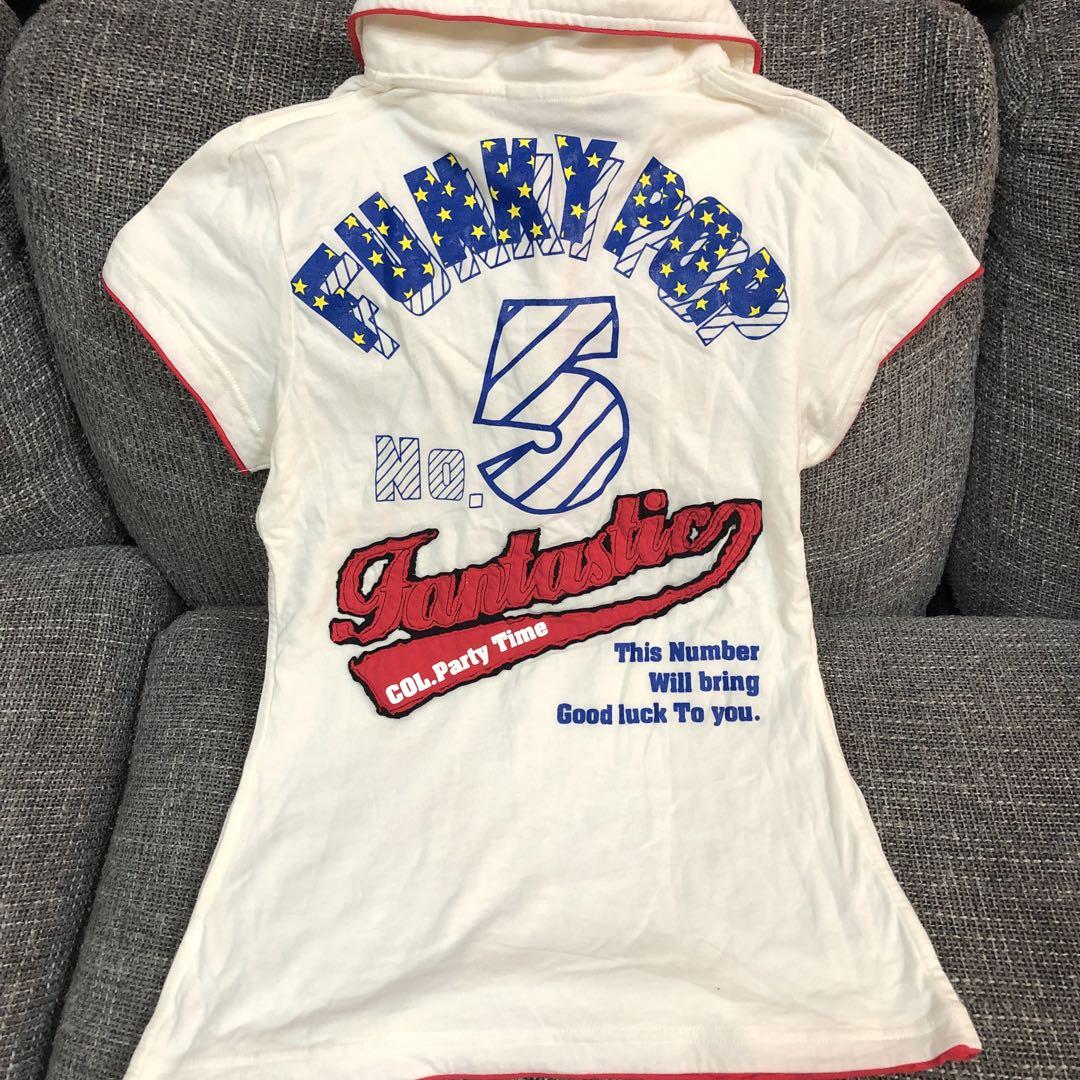 FUNKY POP
No. 5
Fantastic
COL.Party Time
This Number
Will bring
Good luck To you.